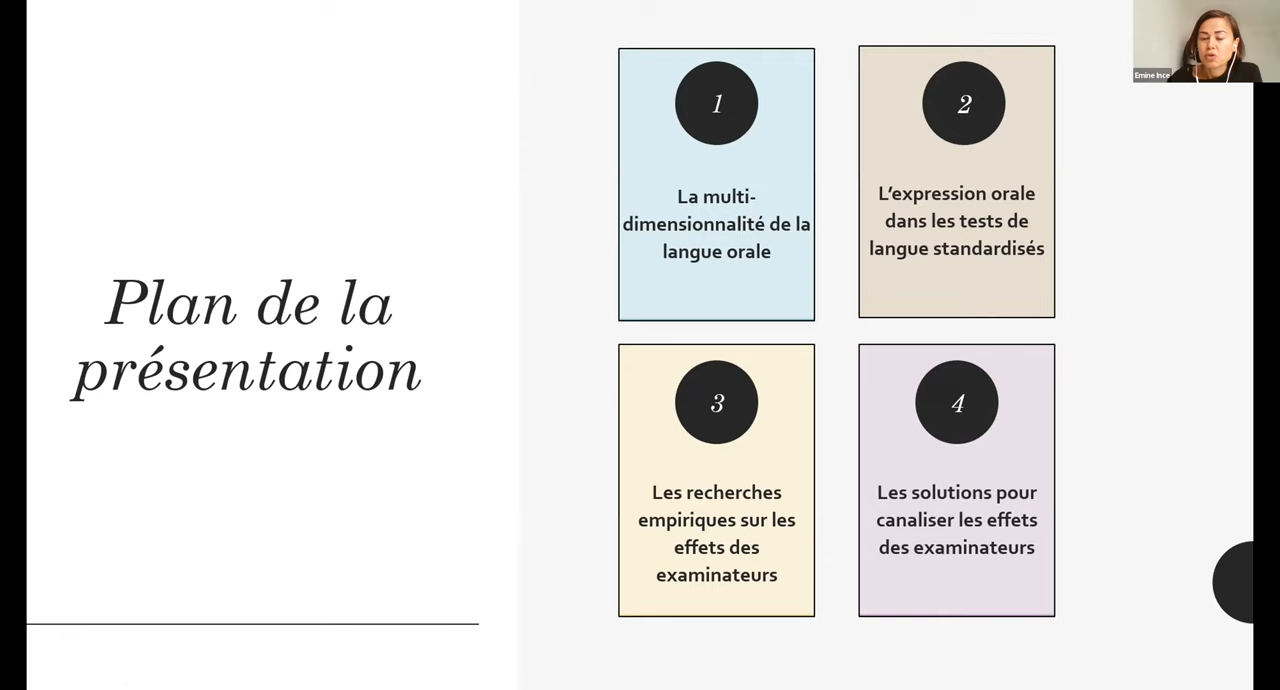 Plan de la
présentation
1
La multi-
dimensionnalité de la
langue orale
2
L'expression orale
dans les tests de
langue standardisés
3
Les recherches
empiriques sur les
effets des
examinateurs
4
Les solutions pour
canaliser les effets
des examinateurs
Emine Ince